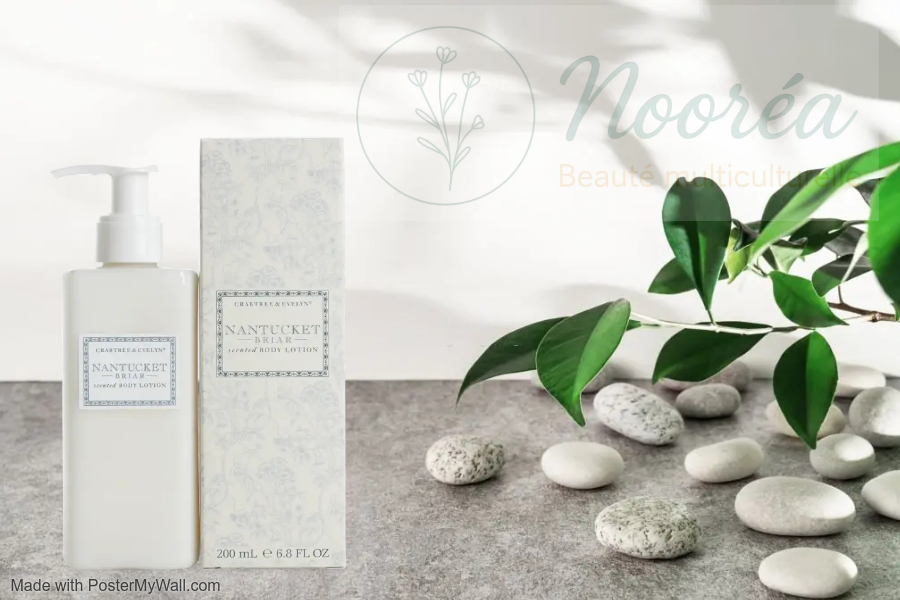 Nooréa
Beauté multiculturelle
CRABTREE & EVELYN®
NANTUCKET
BRIAR
scented BODY LOTION
CRABTREE & EVELYN®
NANTUCKET
BRIAR
scented BODY LOTION
200 mL ℮ 6.8 FL OZ
Made with PosterMyWall.com